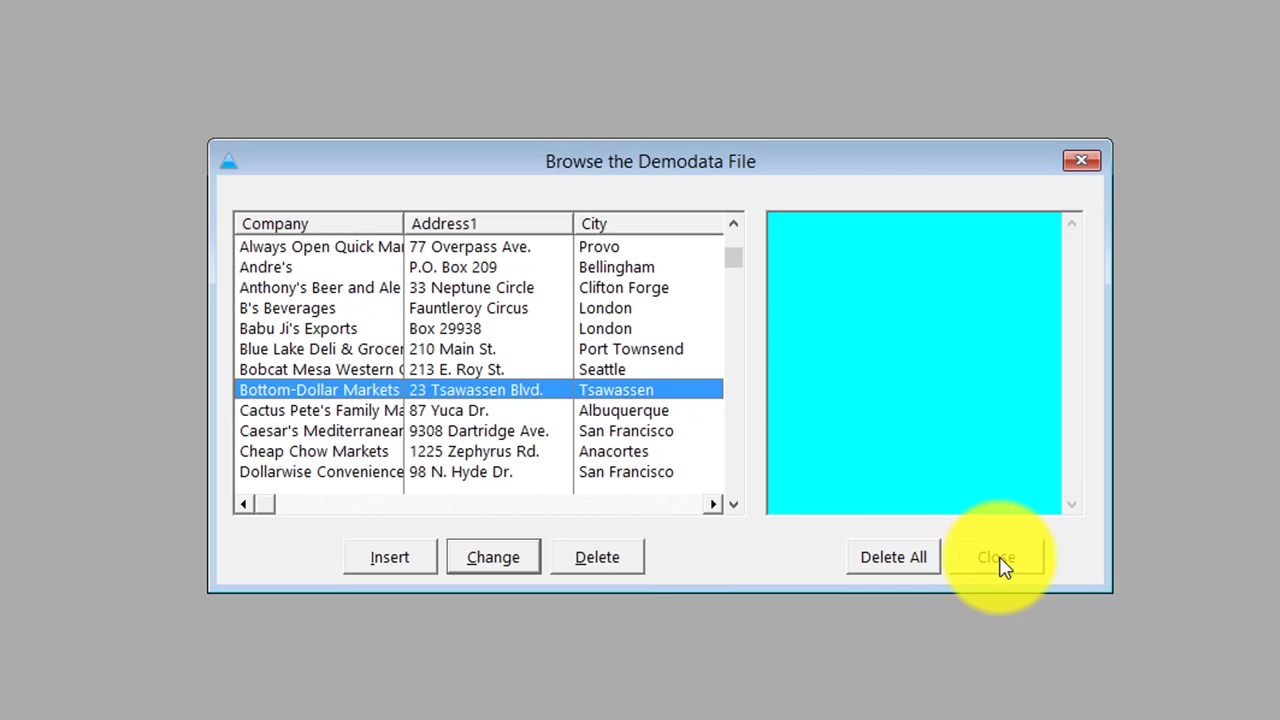 Browse the Demodata File
Company Address1 City
Always Open Quick Mar 77 Overpass Ave. Provo
Andre's P.O. Box 209 Bellingham
Anthony's Beer and Ale 33 Neptune Circle Clifton Forge
B's Beverages Fauntleroy Circus London
Babu Ji's Exports Box 29938 London
Blue Lake Deli & Grocer 210 Main St. Port Townsend
Bobcat Mesa Western 213 E. Roy St. Seattle
Bottom-Dollar Markets 23 Tsawassen Blvd. Tsawassen
Cactus Pete's Family Ma 87 Yuca Dr. Albuquerque
Caesar's Mediterranean 9308 Dartridge Ave. San Francisco
Cheap Chow Markets 1225 Zephyrus Rd. Anacortes
Dollarwise Convenience 98 N. Hyde Dr. San Francisco
Insert Change Delete Delete All Close